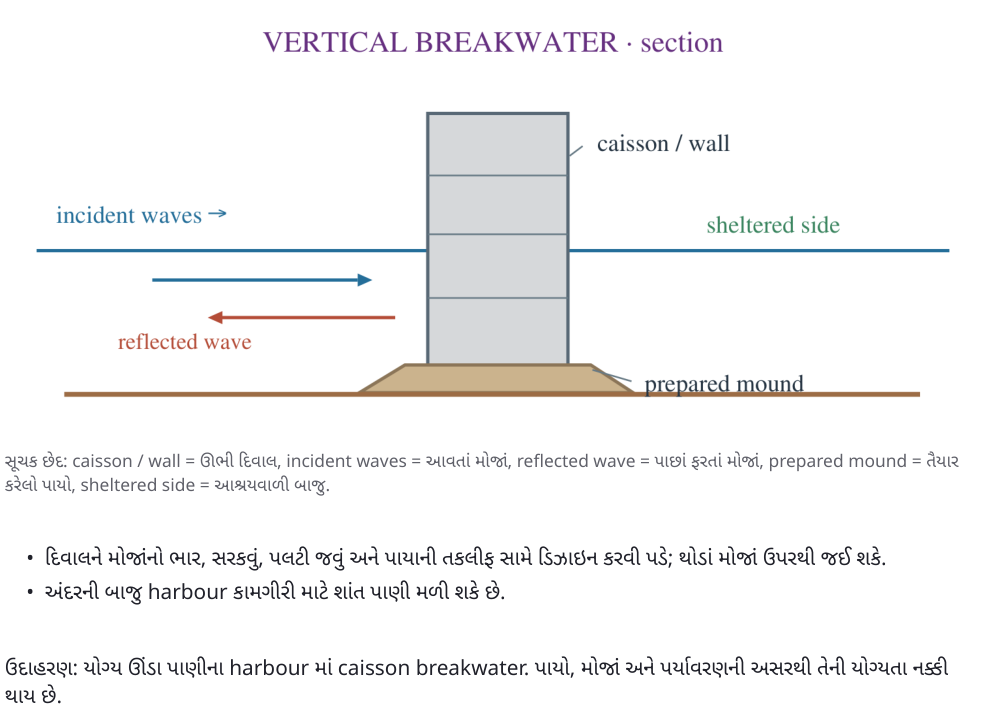 VERTICAL BREAKWATER · section
caisson / wall
incident waves →
sheltered side
reflected wave
prepared mound
સૂચક છેદ: caisson / wall = ઊભી દિવાલ, incident waves = આવતાં મોજાં, reflected wave = પાછાં ફરતાં મોજાં, prepared mound = તૈયાર
કરેલો પાયો, sheltered side = આશ્રયવાળી બાજુ.
• દિવાલને મોજાંનો ભાર, સરકવું, પલટી જવું અને પાયાની તકલીફ સામે ડિઝાઇન કરવી પડે; થોડાં મોજાં ઉપરથી જઈ શકે.
• અંદરની બાજુ harbour કામગીરી માટે શાંત પાણી મળી શકે છે.
ઉદાહરણ: યોગ્ય ઊંડા પાણીના harbour માં caisson breakwater. પાયો, મોજાં અને પર્યાવરણની અસરથી તેની યોગ્યતા નક્કી
થાય છે.